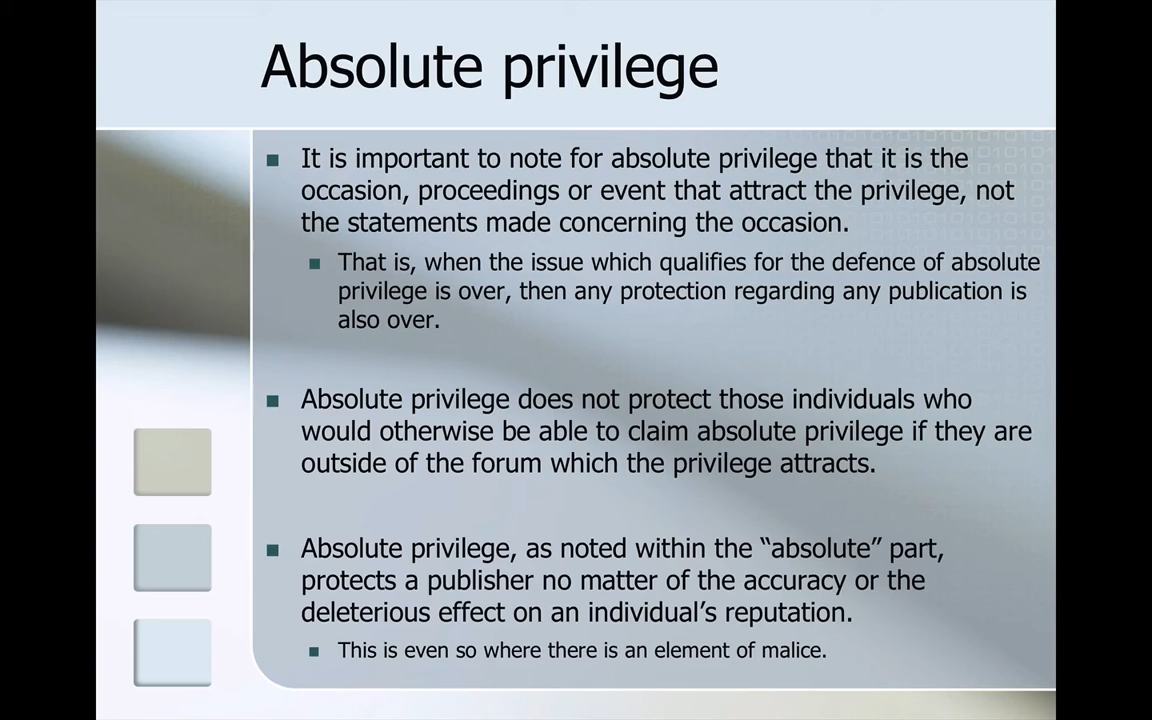 Absolute privilege
It is important to note for absolute privilege that it is the
occasion, proceedings or event that attract the privilege, not
the statements made concerning the occasion.
That is, when the issue which qualifies for the defence of absolute
privilege is over, then any protection regarding any publication is
also over.
Absolute privilege does not protect those individuals who
would otherwise be able to claim absolute privilege if they are
outside of the forum which the privilege attracts.
Absolute privilege, as noted within the “absolute” part,
protects a publisher no matter of the accuracy or the
deleterious effect on an individual’s reputation.
This is even so where there is an element of malice.